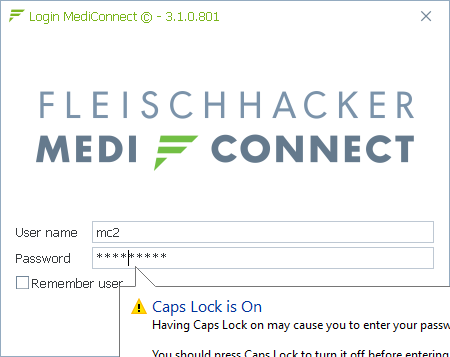 Login MediConnect © - 3.1.0.801
FLEISCHHACKER
MEDI CONNECT
User name mc2
Password *********
Remember user
Caps Lock is On
Having Caps Lock on may cause you to enter your passw
You should press Caps Lock to turn it off before entering